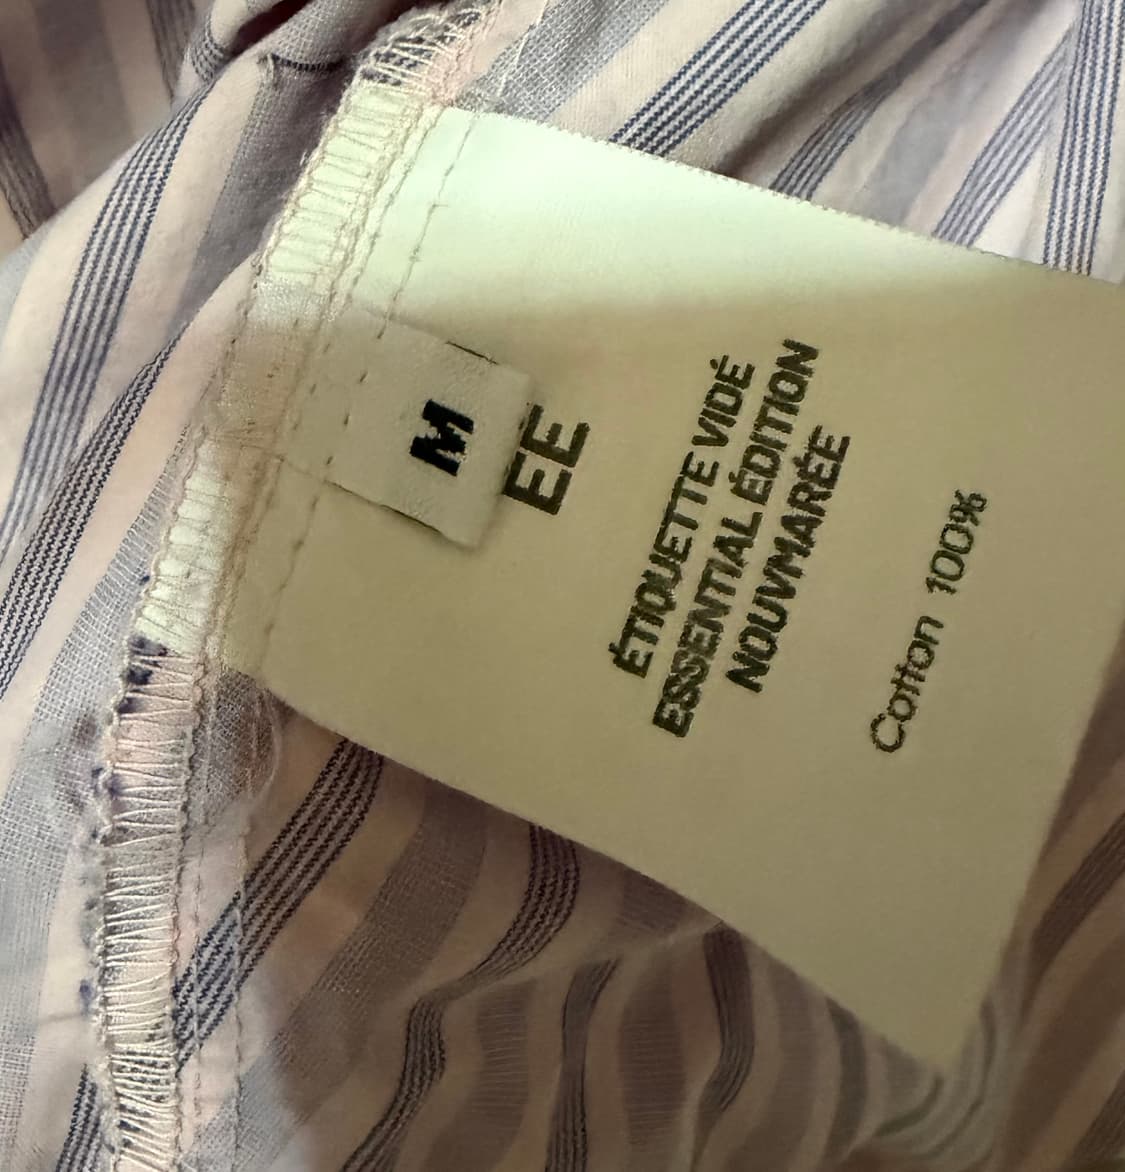 M
EE
ÉTIQUETTE VIDÉ
ESSENTIAL ÉDITION
NOUVMARÉE
Cotton 100%